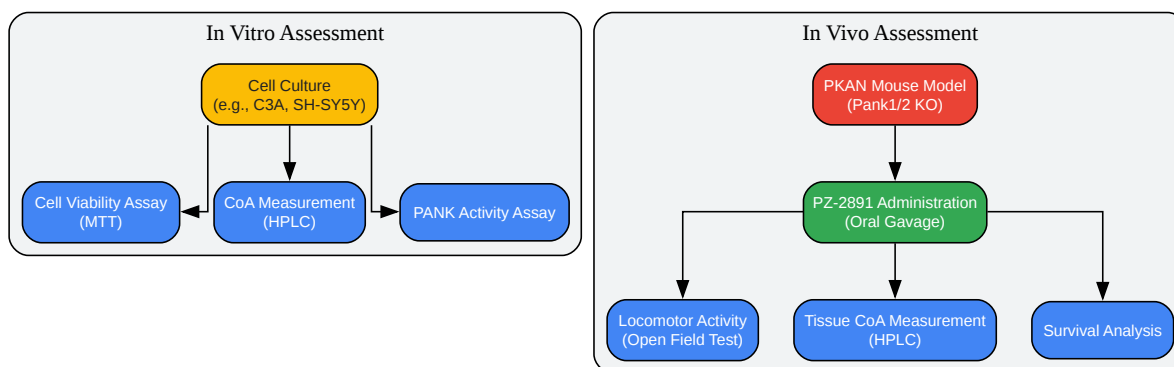 In Vitro Assessment
Cell Culture
(e.g., C3A, SH-SY5Y)
Cell Viability Assay
(MTT)
CoA Measurement
(HPLC)
PANK Activity Assay
In Vivo Assessment
PKAN Mouse Model
(Pank1/2 KO)
PZ-2891 Administration
(Oral Gavage)
Locomotor Activity
(Open Field Test)
Tissue CoA Measurement
(HPLC)
Survival Analysis